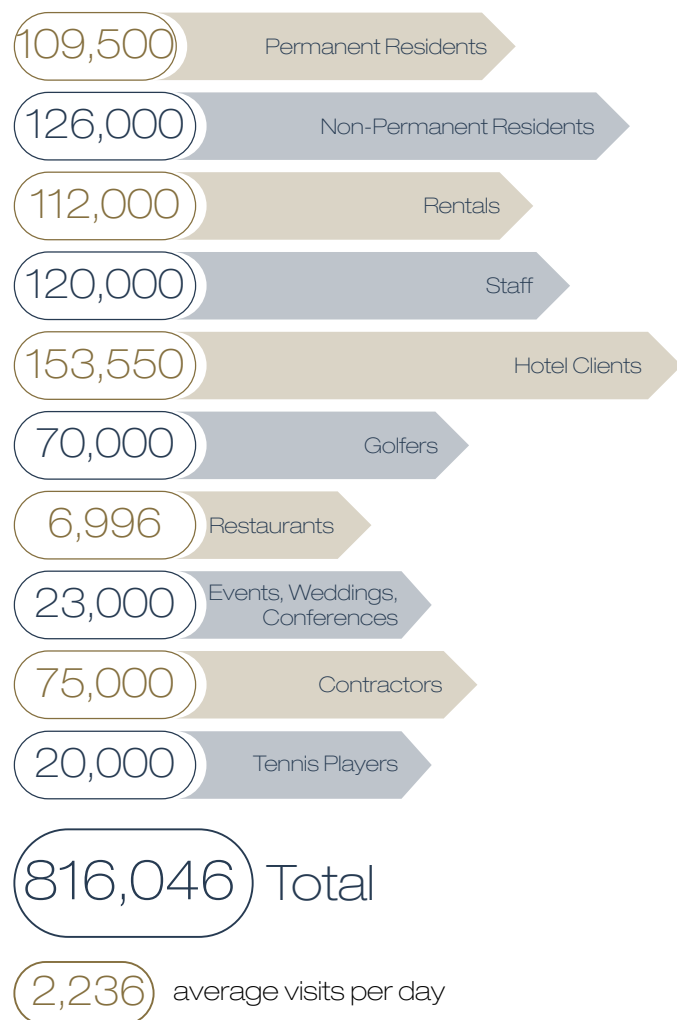 109,500 Permanent Residents
126,000 Non-Permanent Residents
112,000 Rentals
120,000 Staff
153,550 Hotel Clients
70,000 Golfers
6,996 Restaurants
23,000 Events, Weddings,
Conferences
75,000 Contractors
20,000 Tennis Players
816,046 Total
2,236 average visits per day